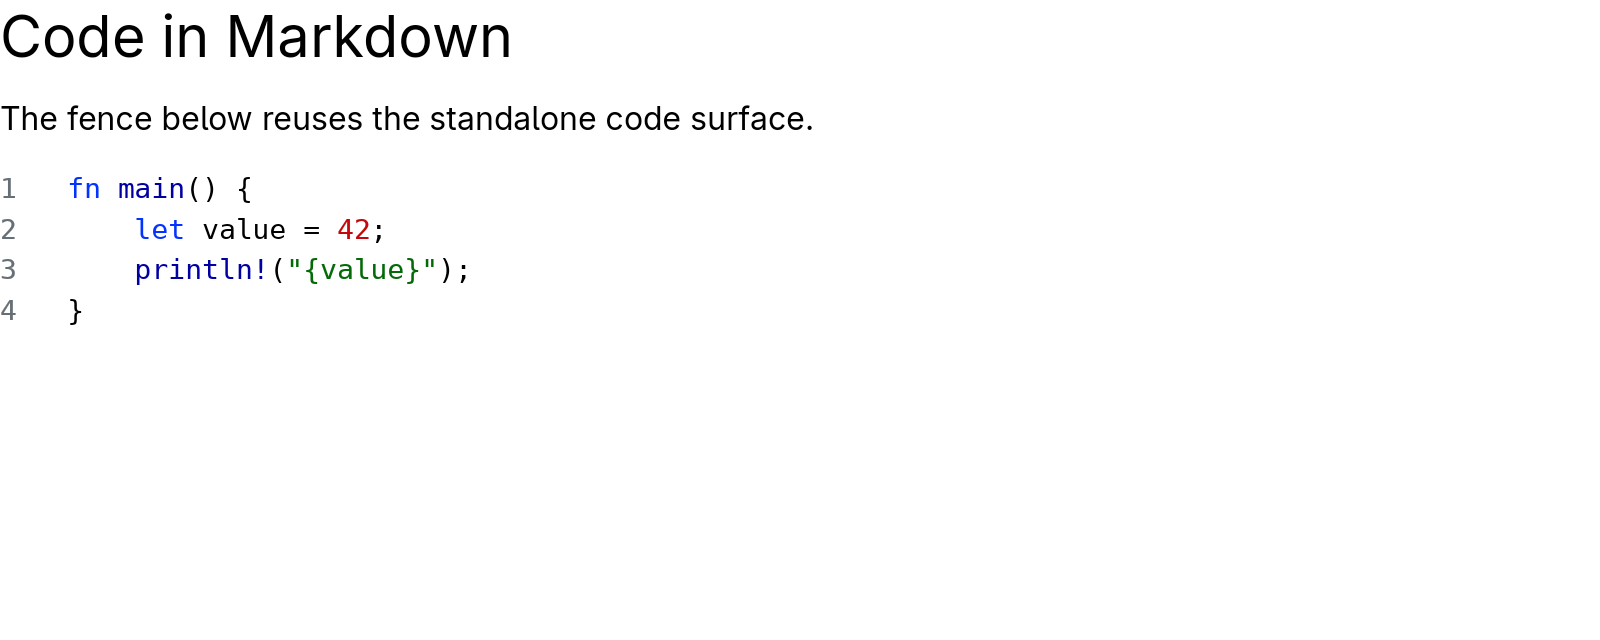 Code in Markdown
The fence below reuses the standalone code surface.
1   fn main() {
2       let value = 42;
3       println!("{value}");
4   }